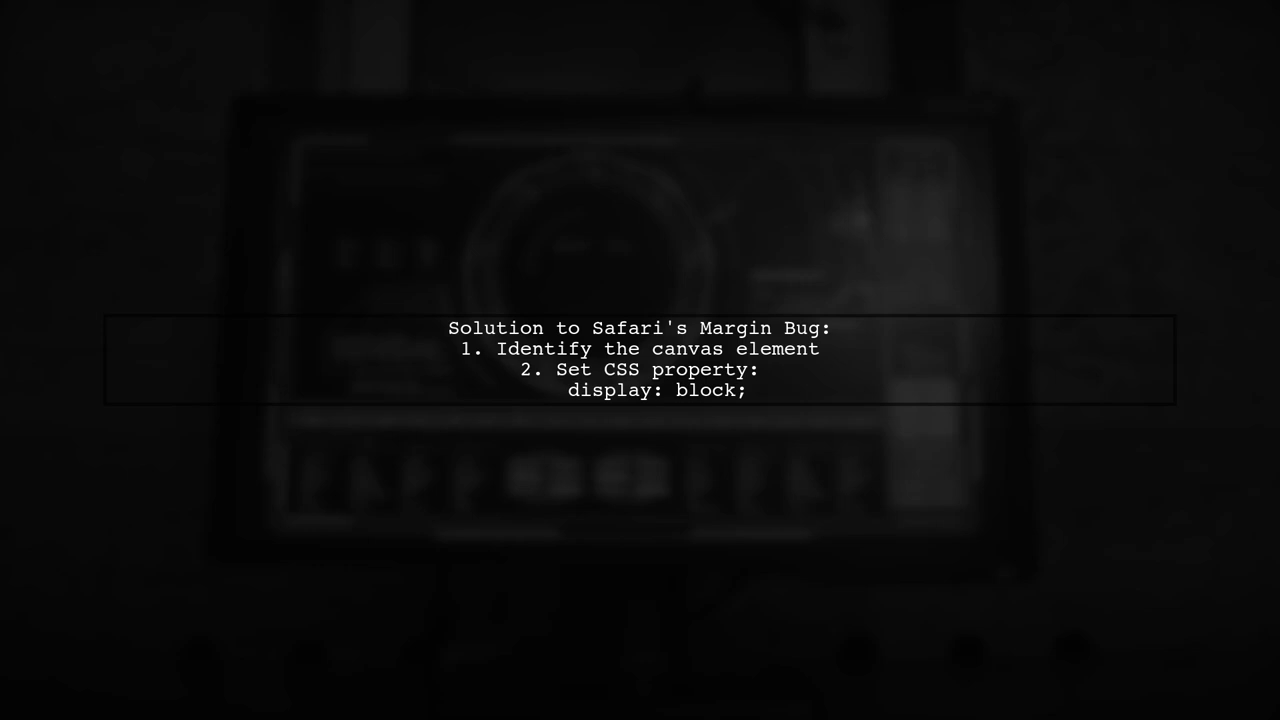 Solution to Safari's Margin Bug:
1. Identify the canvas element
2. Set CSS property:
display: block;